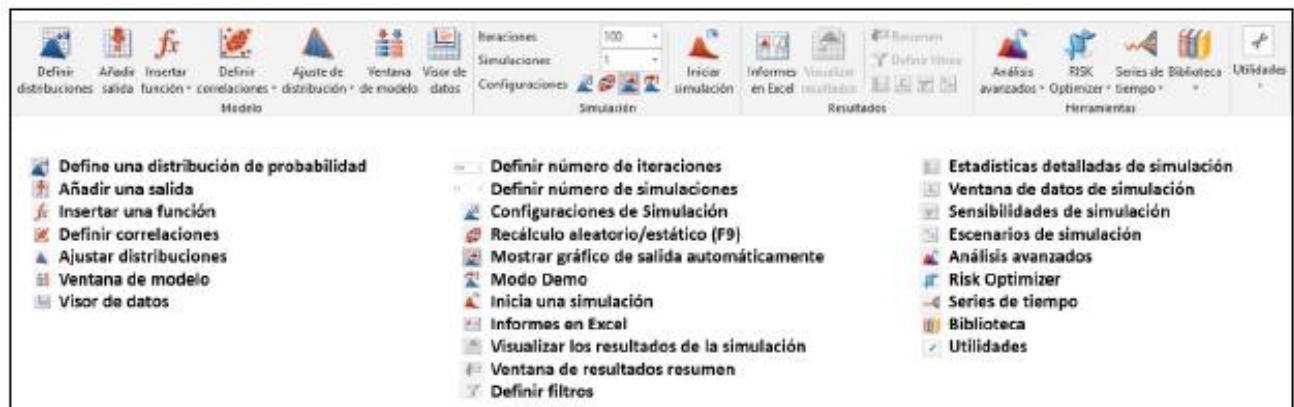 Definir distribuciones
Añadir salida
Insertar función
Definir correlaciones
Ajuste de distribución
Ventana de modelo
Visor de datos
Modelo
Iteraciones 100
Simulaciones 1
Configuraciones
Iniciar simulación
Simulación
Informes en Excel
Visualizar resultados
Resumen
Definir filtros
Resultados
Análisis avanzados
RISK Optimizer
Series de tiempo
Biblioteca
Herramientas
Utilidades
Define una distribución de probabilidad
Añadir una salida
fx Insertar una función
Definir correlaciones
Ajustar distribuciones
Ventana de modelo
Visor de datos
Definir número de iteraciones
Definir número de simulaciones
Configuraciones de Simulación
Recálculo aleatorio/estático (F9)
Mostrar gráfico de salida automáticamente
Modo Demo
Inicia una simulación
Informes en Excel
Visualizar los resultados de la simulación
Ventana de resultados resumen
Definir filtros
Estadísticas detalladas de simulación
Ventana de datos de simulación
Sensibilidades de simulación
Escenarios de simulación
Análisis avanzados
Risk Optimizer
Series de tiempo
Biblioteca
Utilidades